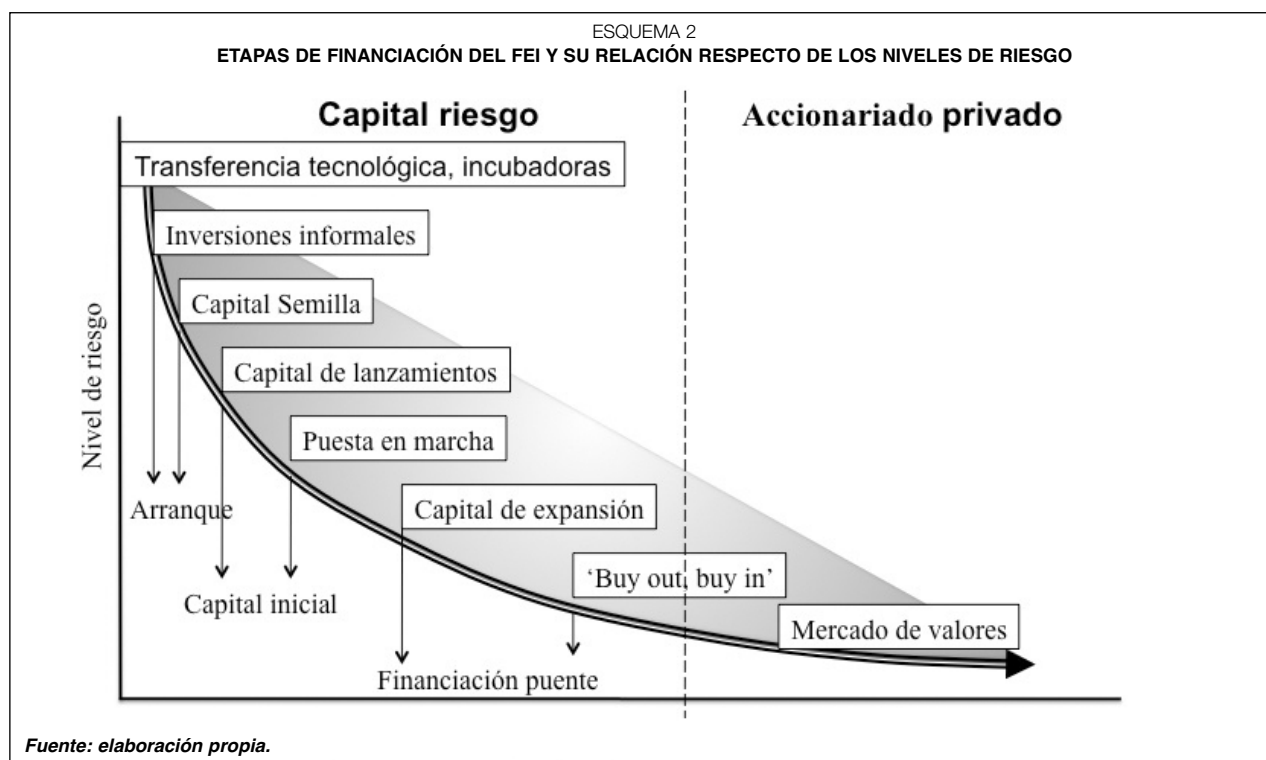 ESQUEMA 2
ETAPAS DE FINANCIACIÓN DEL FEI Y SU RELACIÓN RESPECTO DE LOS NIVELES DE RIESGO
Capital riesgo
Accionariado privado
Transferencia tecnológica, incubadoras
Inversiones informales
Capital Semilla
Capital de lanzamientos
Puesta en marcha
Capital de expansión
‘Buy out, buy in’
Mercado de valores
Nivel de riesgo
Arranque
Capital inicial
Financiación puente
Fuente: elaboración propia.